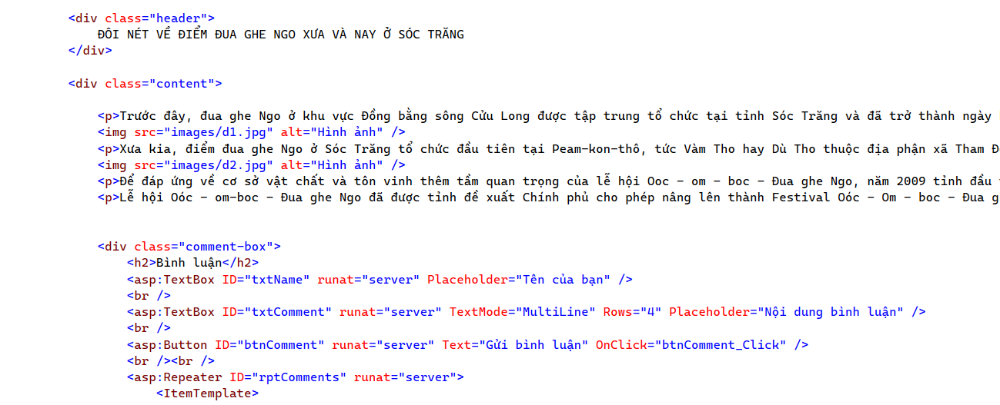 <div class="header">
ĐÔI NÉT VỀ ĐIỂM ĐUA GHE NGO XƯA VÀ NAY Ở SÓC TRĂNG
</div>
<div class="content">
<p>Trước đây, đua ghe Ngo ở khu vực Đồng bằng sông Cửu Long được tập trung tổ chức tại tỉnh Sóc Trăng và đã trở thành ngày
<img src="images/d1.jpg" alt="Hình ảnh" />
<p>Xưa kia, điểm đua ghe Ngo ở Sóc Trăng tổ chức đầu tiên tại Peam-kon-thô, tức Vàm Tho hay Dù Tho thuộc địa phận xã Tham
<img src="images/d2.jpg" alt="Hình ảnh" />
<p>Để đáp ứng về cơ sở vật chất và tôn vinh thêm tầm quan trọng của lễ hội Ooc - om - boc - Đua ghe Ngo, năm 2009 tỉnh đầu
<p>Lễ hội Oóc - om-boc - Đua ghe Ngo đã được tỉnh đề xuất Chính phủ cho phép nâng lên thành Festival Oóc - Om - boc - Đua g
<div class="comment-box">
<h2>Bình luận</h2>
<asp:TextBox ID="txtName" runat="server" Placeholder="Tên của bạn" />
<br />
<asp:TextBox ID="txtComment" runat="server" TextMode="MultiLine" Rows="4" Placeholder="Nội dung bình luận" />
<br />
<asp:Button ID="btnComment" runat="server" Text="Gửi bình luận" OnClick="btnComment_Click" />
<br /><br />
<asp:Repeater ID="rptComments" runat="server">
<ItemTemplate>